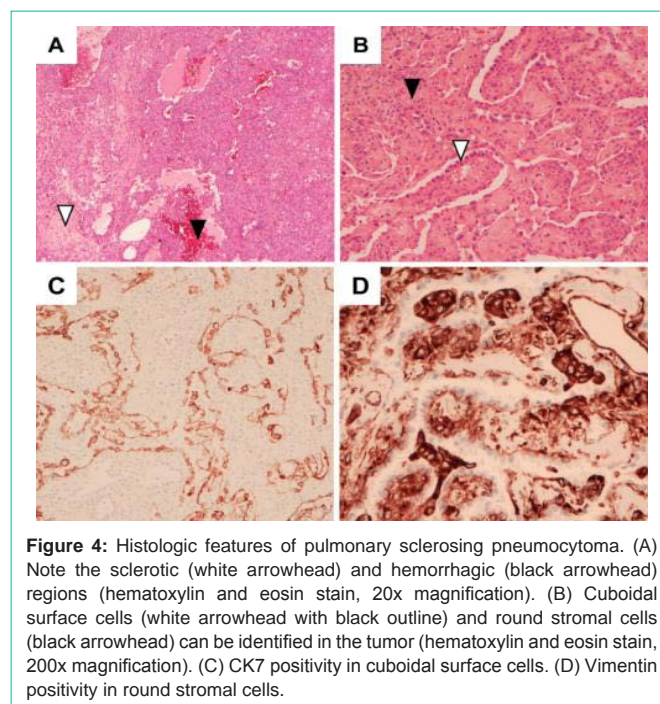 A
B
C
D
Figure 4: Histologic features of pulmonary sclerosing pneumocytoma. (A)
Note the sclerotic (white arrowhead) and hemorrhagic (black arrowhead)
regions (hematoxylin and eosin stain, 20x magnification). (B) Cuboidal
surface cells (white arrowhead with black outline) and round stromal cells
(black arrowhead) can be identified in the tumor (hematoxylin and eosin stain,
200x magnification). (C) CK7 positivity in cuboidal surface cells. (D) Vimentin
positivity in round stromal cells.